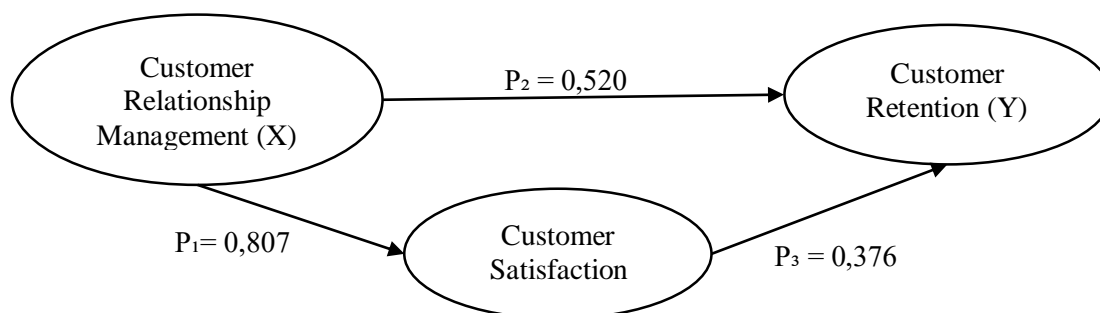 Customer
Relationship
Management (X)
P₂ = 0,520
Customer
Retention (Y)
P₁= 0,807
Customer
Satisfaction
P₃ = 0,376